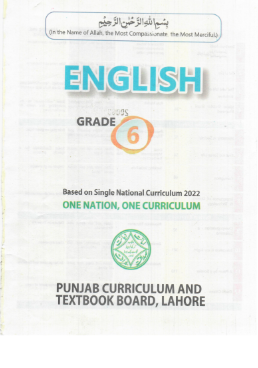 بِسْمِ اللّٰهِ الرَّحْمٰنِ الرَّحِيْمِ
(In the Name of Allah, the Most Compassionate, the Most Merciful.)
ENGLISH
GRADE 6
Based on Single National Curriculum 2022
ONE NATION, ONE CURRICULUM
PUNJAB CURRICULUM AND
TEXTBOOK BOARD, LAHORE